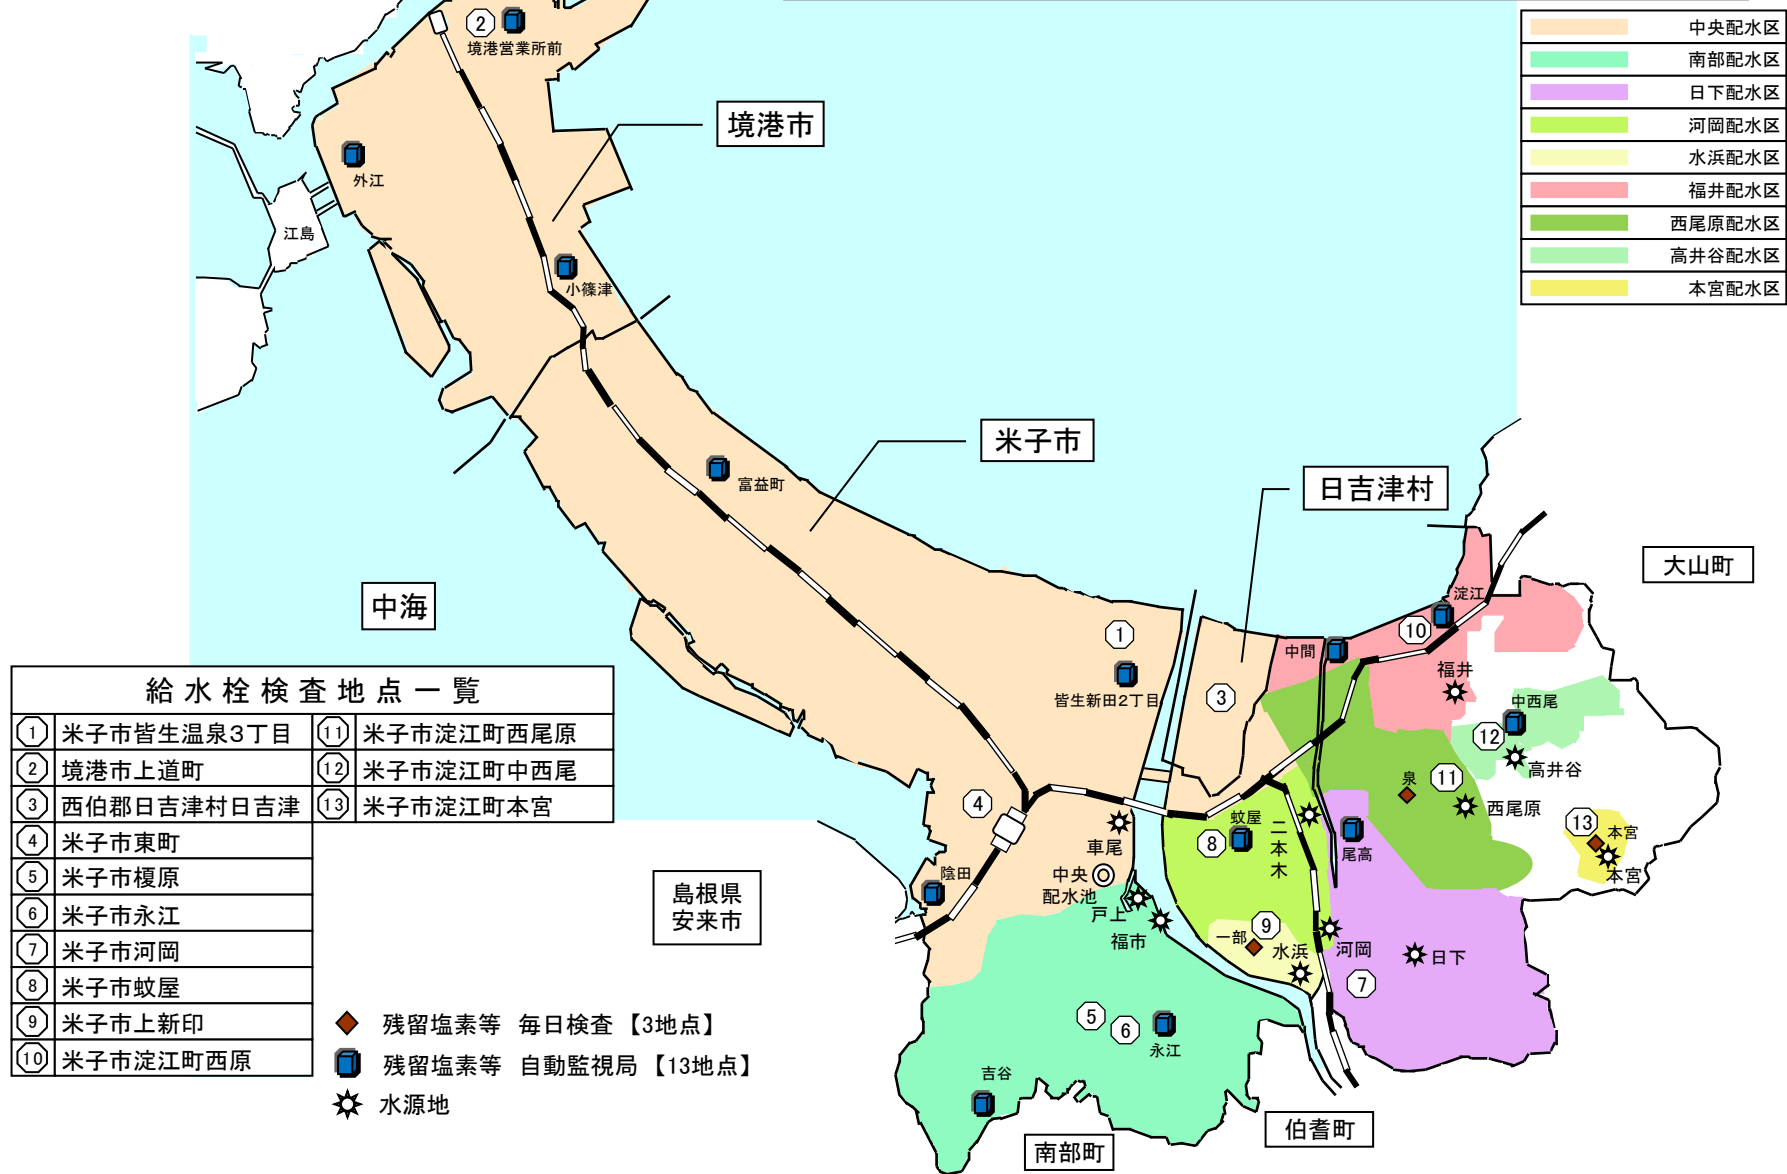 中央配水区
南部配水区
日下配水区
河岡配水区
水浜配水区
福井配水区
西尾原配水区
高井谷配水区
本宮配水区
2
境港営業所前
境港市
外江
江島
小篠津
米子市
富益町
日吉津村
大山町
中海
淀江
10
1
中間
福井
皆生新田2丁目
3
中西尾
12
高井谷
泉
11
西尾原
4
13
本宮
本宮
車尾
蚊屋
8
二本木
尾高
中央
配水池
陰田
戸上
福市
島根県
安来市
一部
9
水浜
河岡
日下
7
5
6
永江
吉谷
伯耆町
南部町
給水栓検査地点一覧
1 米子市皆生温泉3丁目 11 米子市淀江町西尾原
2 境港市上道町 12 米子市淀江町中西尾
3 西伯郡日吉津村日吉津 13 米子市淀江町本宮
4 米子市東町
5 米子市榎原
6 米子市永江
7 米子市河岡
8 米子市蚊屋
9 米子市上新印
10 米子市淀江町西原
残留塩素等 毎日検査【3地点】
残留塩素等 自動監視局【13地点】
水源地